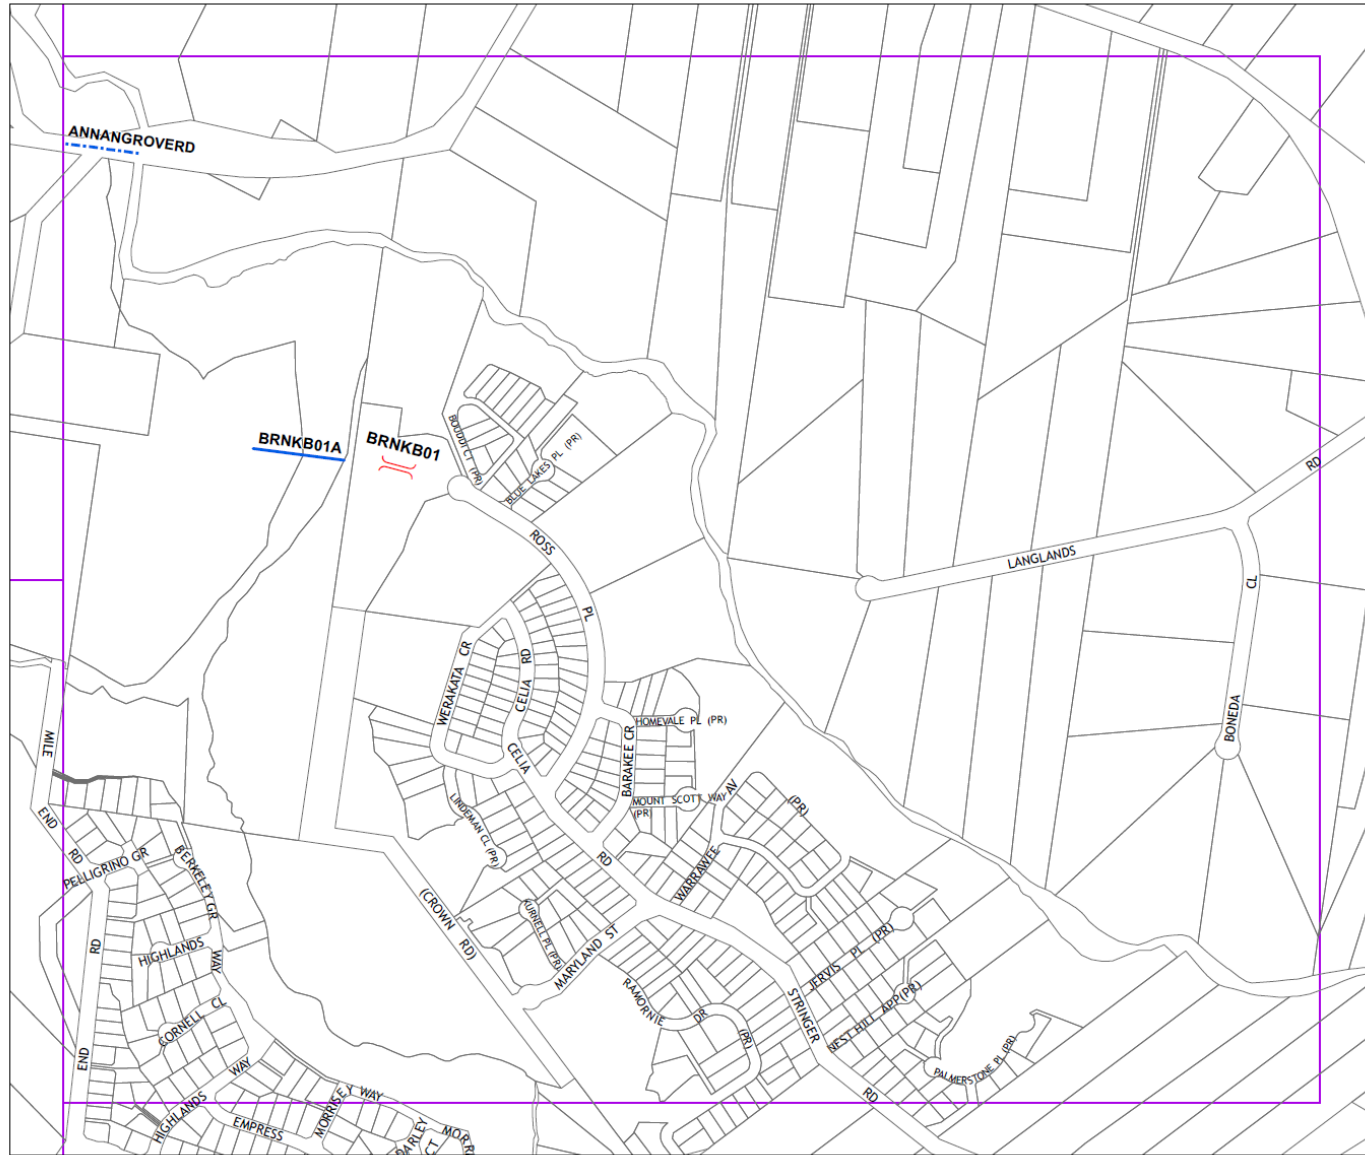 ANNANGROVERD
BRNKB01A
BRNKB01
BOUDDI CT (PR)
BLUE LAKES PL (PR)
ROSS
PL
LANGLANDS
RD
CL
BONEDA
WERAKATA CR
CELIA RD
CELIA
RD
HOMEVALE PL (PR)
BARAKEE CR
MOUNT SCOTT WAY
(PR)
WARRAWEE AV
(PR)
LINDEMAN CL (PR)
KURNELL PL (PR)
MARYLAND ST
(CROWN RD)
RAMORNIE DR
(PR)
STRINGER
RD
JERVIS PL (PR)
NEST HILL APP(PR)
PALMERSTONE PL (PR)
MILE
END
RD
PELLIGRINO GR
BERKELEY GR
HIGHLANDS
WAY
RD
END
CORNELL CL
HIGHLANDS
WAY
EMPRESS
MORRISEY WAY
DARLEY
CT
MORRI